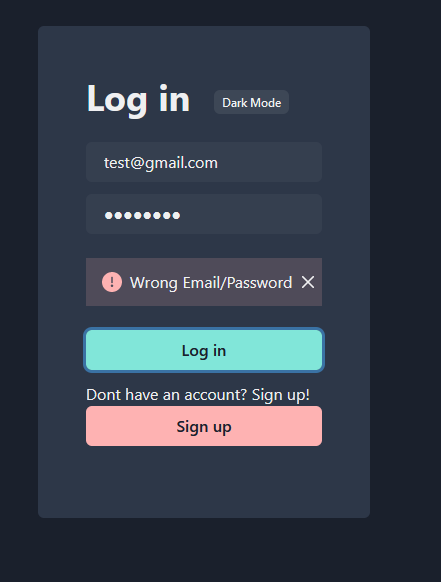 Log in
Dark Mode
test@gmail.com
••••••••
Wrong Email/Password
Log in
Dont have an account? Sign up!
Sign up